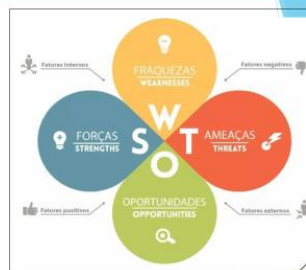 Fatores internos
Fatores negativos
FRAQUEZAS
WEAKNESSES
W
FORÇAS
STRENGTHS
S
T
AMEAÇAS
THREATS
O
OPORTUNIDADES
OPPORTUNITIES
Fatores positivos
Fatores externos